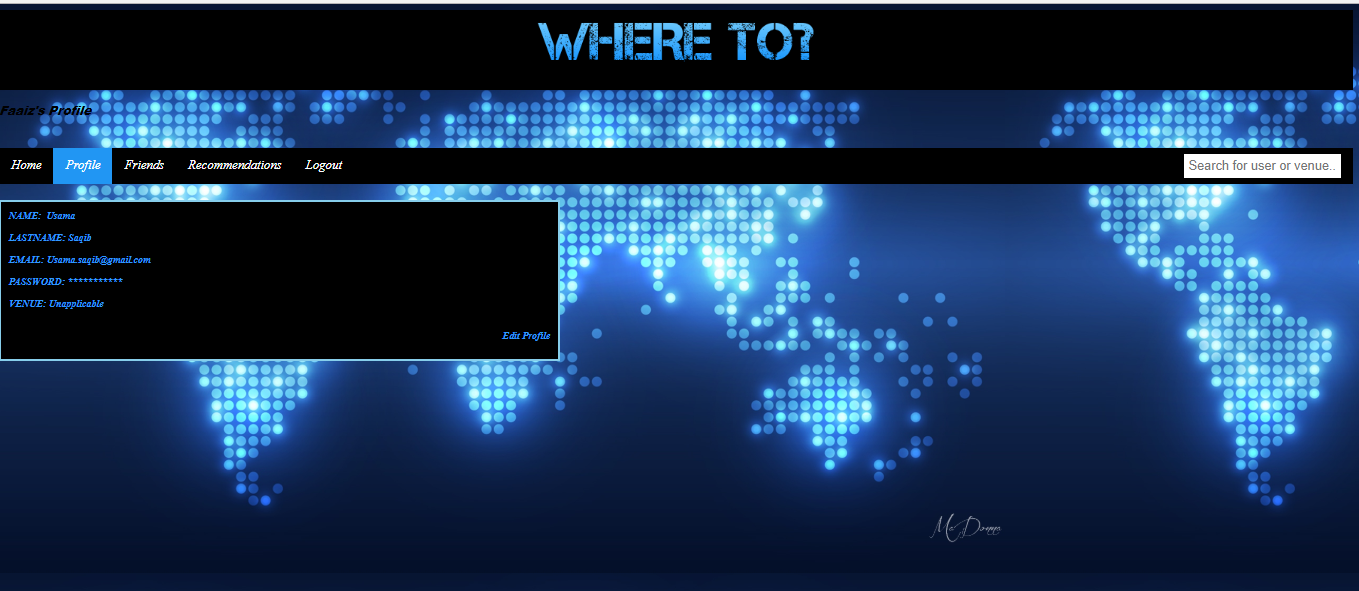 WHERE TO?
Faaiz's Profile
Home Profile Friends Recommendations Logout Search for user or venue..
NAME: Usama
LASTNAME: Saqib
EMAIL: Usama.saqib@gmail.com
PASSWORD: ***********
VENUE: Unapplicable
Edit Profile